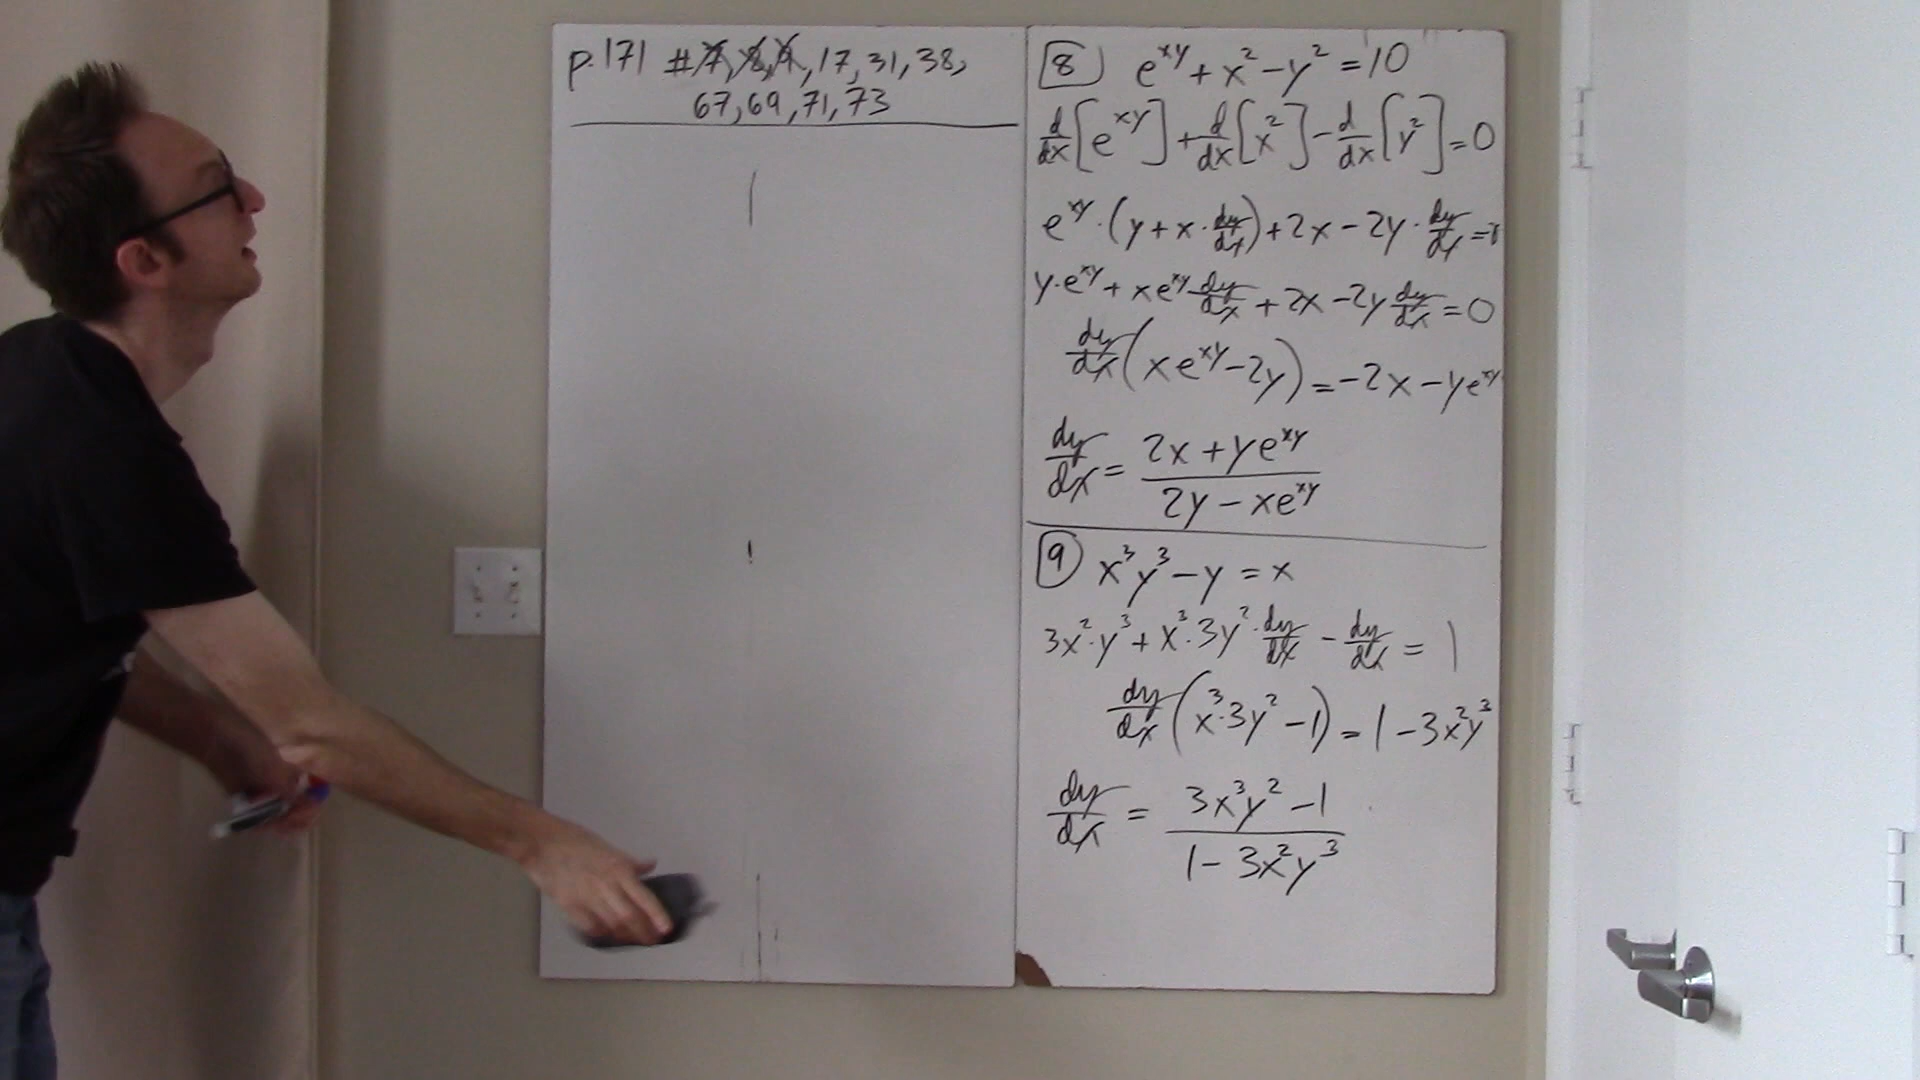 p.171 #7,8,9,17,31,38,
67,69,71,73
8 e^{xy} + x² − y² = 10
d/dx[e^{xy}] + d/dx[x²] − d/dx[y²] = 0
e^{xy}·(y + x·dy/dx) + 2x − 2y·dy/dx = 0
y·e^{xy} + xe^{xy} dy/dx + 2x − 2y dy/dx = 0
dy/dx(xe^{xy} − 2y) = −2x − ye^{xy}
dy/dx = (2x + ye^{xy})/(2y − xe^{xy})
9 x³y³ − y = x
3x²·y³ + x³·3y²·dy/dx − dy/dx = 1
dy/dx(x³·3y² − 1) = 1 − 3x²y³
dy/dx = (3x³y² − 1)/(1 − 3x²y³)